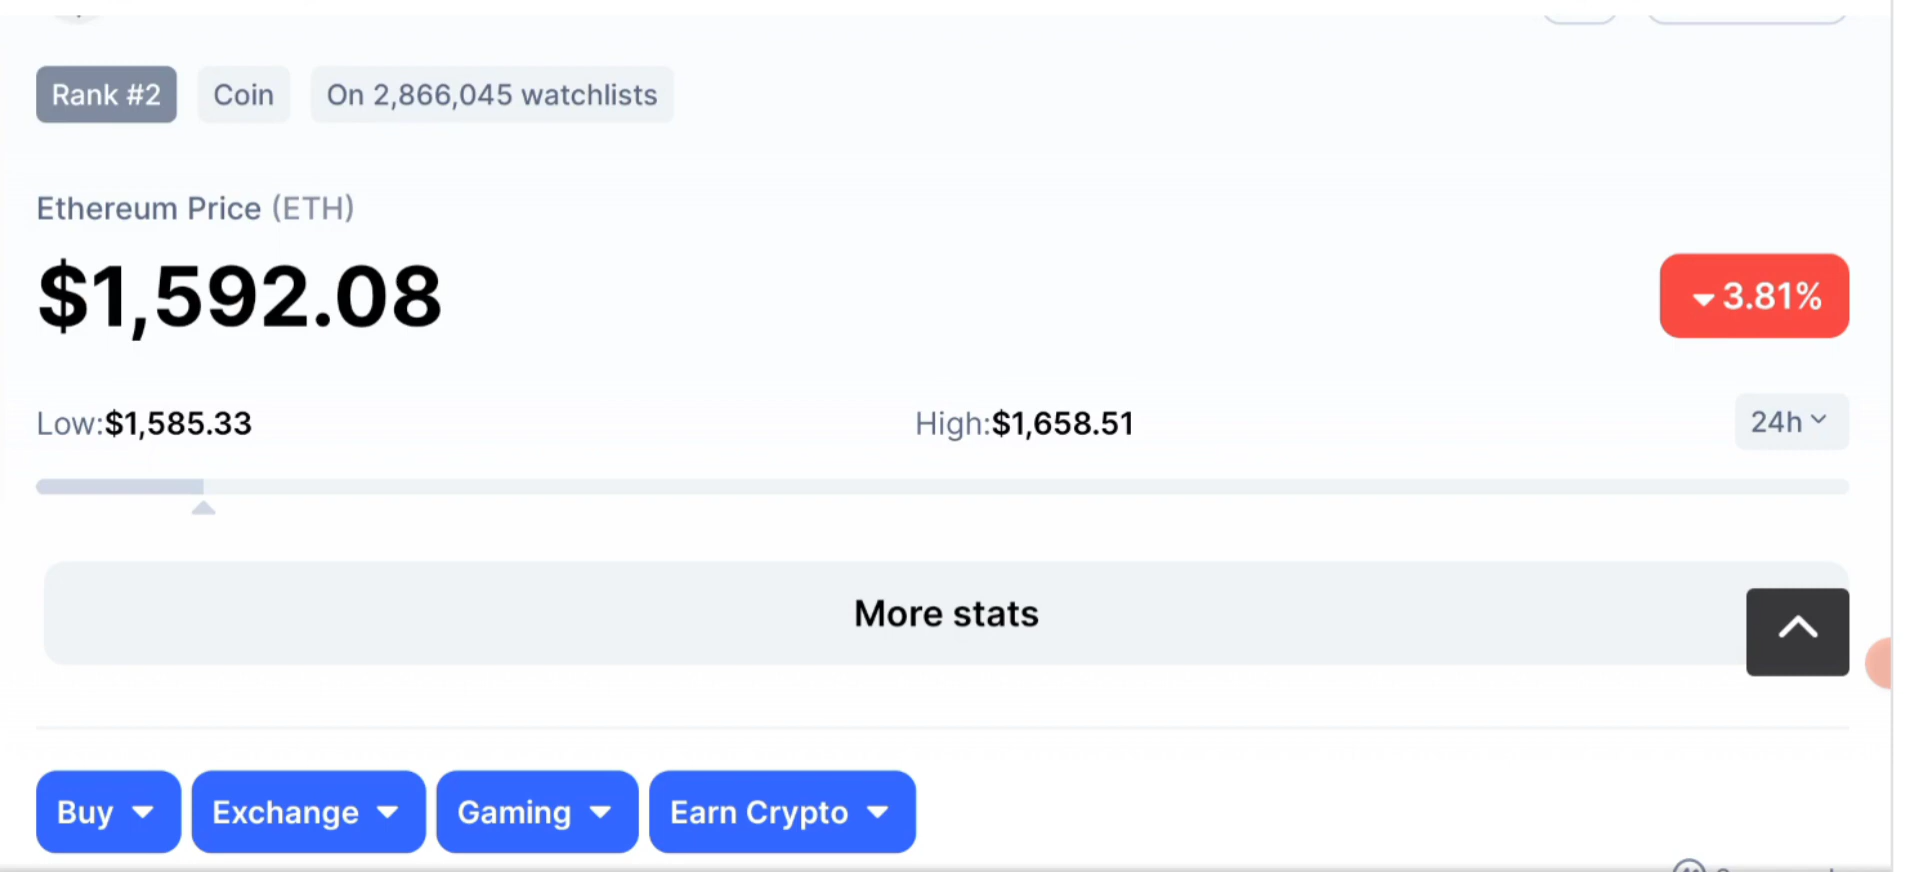 Rank #2 Coin On 2,866,045 watchlists
Ethereum Price (ETH)
$1,592.08 3.81%
Low:$1,585.33 High:$1,658.51 24h
More stats
Buy Exchange Gaming Earn Crypto